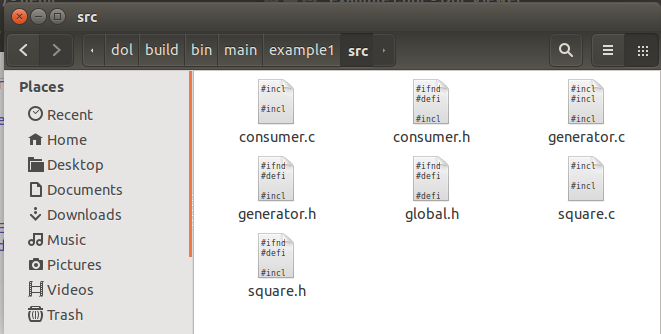 src
dol build bin main example1 src
Places
Recent
Home
Desktop
Documents
Downloads
Music
Pictures
Videos
Trash
#incl
#incl
consumer.c
#ifnd
#defi
#incl
consumer.h
#incl
#incl
#incl
generator.c
#ifnd
#defi
#incl
generator.h
#ifnd
#defi
#defi
global.h
#incl
#incl
square.c
#ifnd
#defi
#incl
square.h